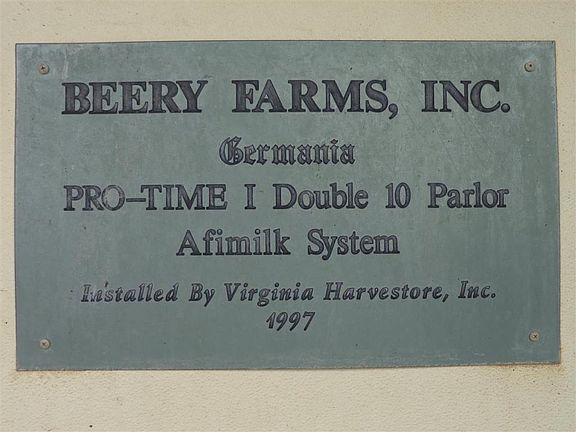 BEERY FARMS, INC.
Germania
PRO-TIME I Double 10 Parlor
Afimilk System
Installed By Virginia Harvestore, Inc.
1997